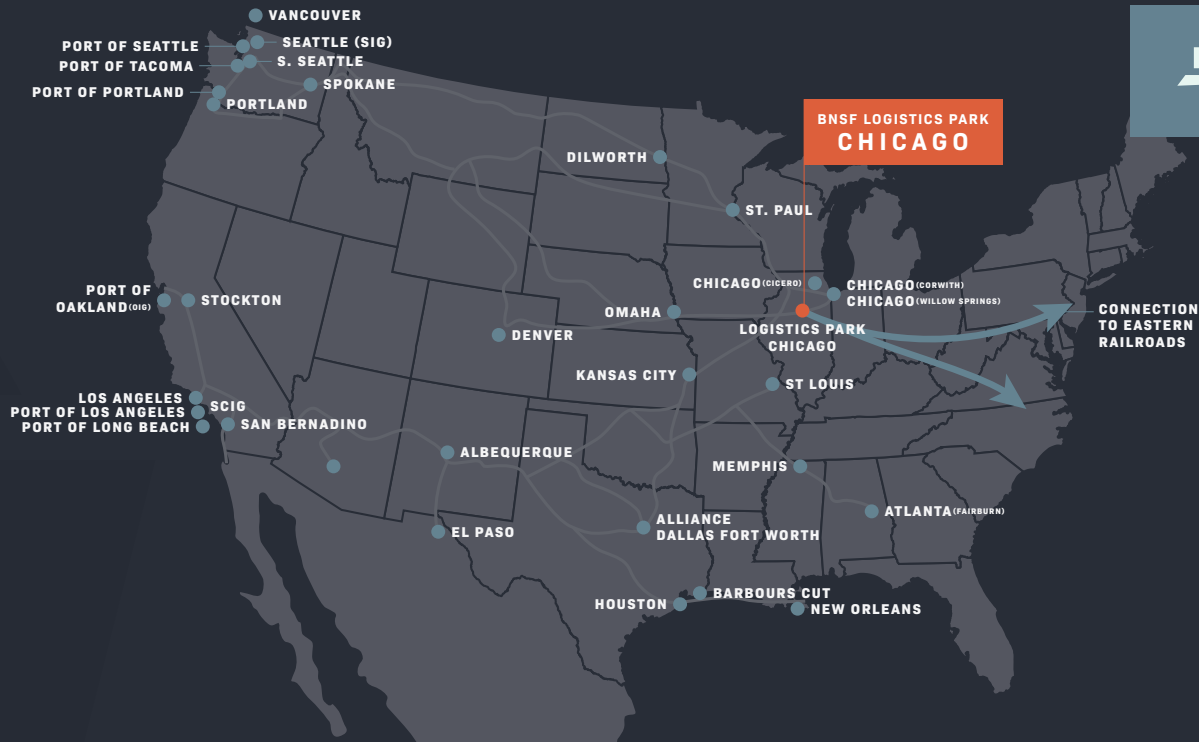 VANCOUVER
PORT OF SEATTLE
SEATTLE (SIG)
PORT OF TACOMA
S. SEATTLE
PORT OF PORTLAND
SPOKANE
PORTLAND
BNSF LOGISTICS PARK
CHICAGO
DILWORTH
ST. PAUL
PORT OF
OAKLAND(OIG)
STOCKTON
CHICAGO(CICERO)
CHICAGO(CORWITH)
CHICAGO(WILLOW SPRINGS)
OMAHA
LOGISTICS PARK
CHICAGO
CONNECTION
TO EASTERN
RAILROADS
DENVER
KANSAS CITY
ST LOUIS
LOS ANGELES
PORT OF LOS ANGELES
PORT OF LONG BEACH
SCIG
SAN BERNADINO
ALBEQUERQUE
MEMPHIS
EL PASO
ALLIANCE
DALLAS FORT WORTH
ATLANTA(FAIRBURN)
HOUSTON
BARBOURS CUT
NEW ORLEANS